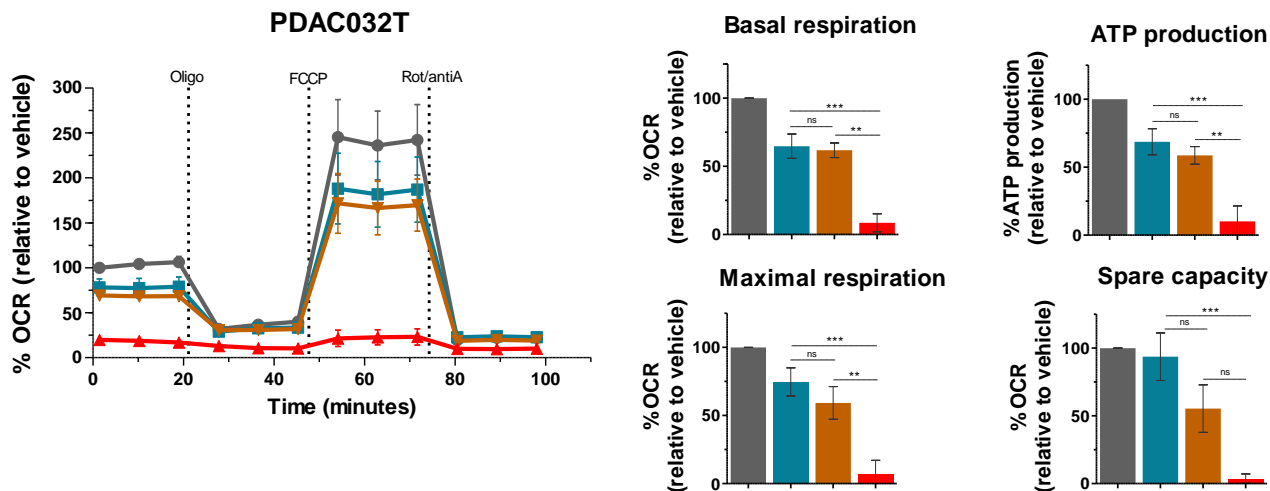 PDAC032T
Oligo
FCCP
Rot/antiA
% OCR (relative to vehicle)
300
250
200
150
100
50
0
0
20
40
60
80
100
Time (minutes)
Basal respiration
%OCR
(relative to vehicle)
100
50
0
***
ns
**
ATP production
%ATP production
(relative to vehicle)
100
50
0
***
ns
**
Maximal respiration
%OCR
(relative to vehicle)
100
50
0
***
ns
**
Spare capacity
%OCR
(relative to vehicle)
100
50
0
***
ns
ns